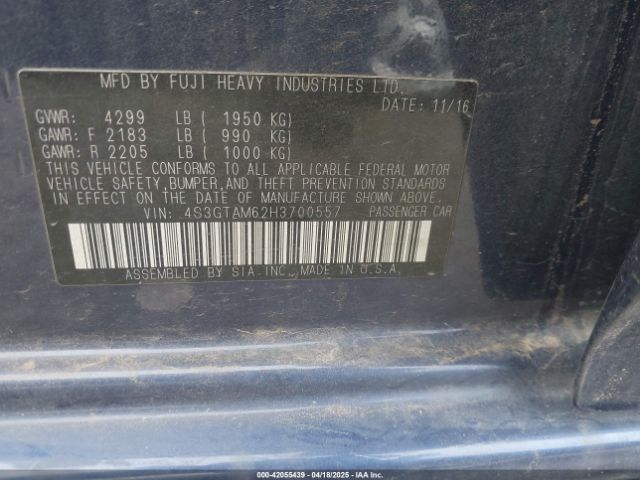 MFD BY FUJI HEAVY INDUSTRIES LTD.
DATE: 11/16
GVWR: 4299 LB ( 1950 KG)
GAWR: F 2183 LB ( 990 KG)
GAWR: R 2205 LB ( 1000 KG)
THIS VEHICLE CONFORMS TO ALL APPLICABLE FEDERAL MOTOR
VEHICLE SAFETY, BUMPER, AND THEFT PREVENTION STANDARDS
IN EFFECT ON THE DATE OF MANUFACTURE SHOWN ABOVE.
VIN: 4S3GTAM62H3700557 PASSENGER CAR
ASSEMBLED BY SIA INC., MADE IN U.S.A.
000-42055439 - 04/18/2025 - IAAI.COM